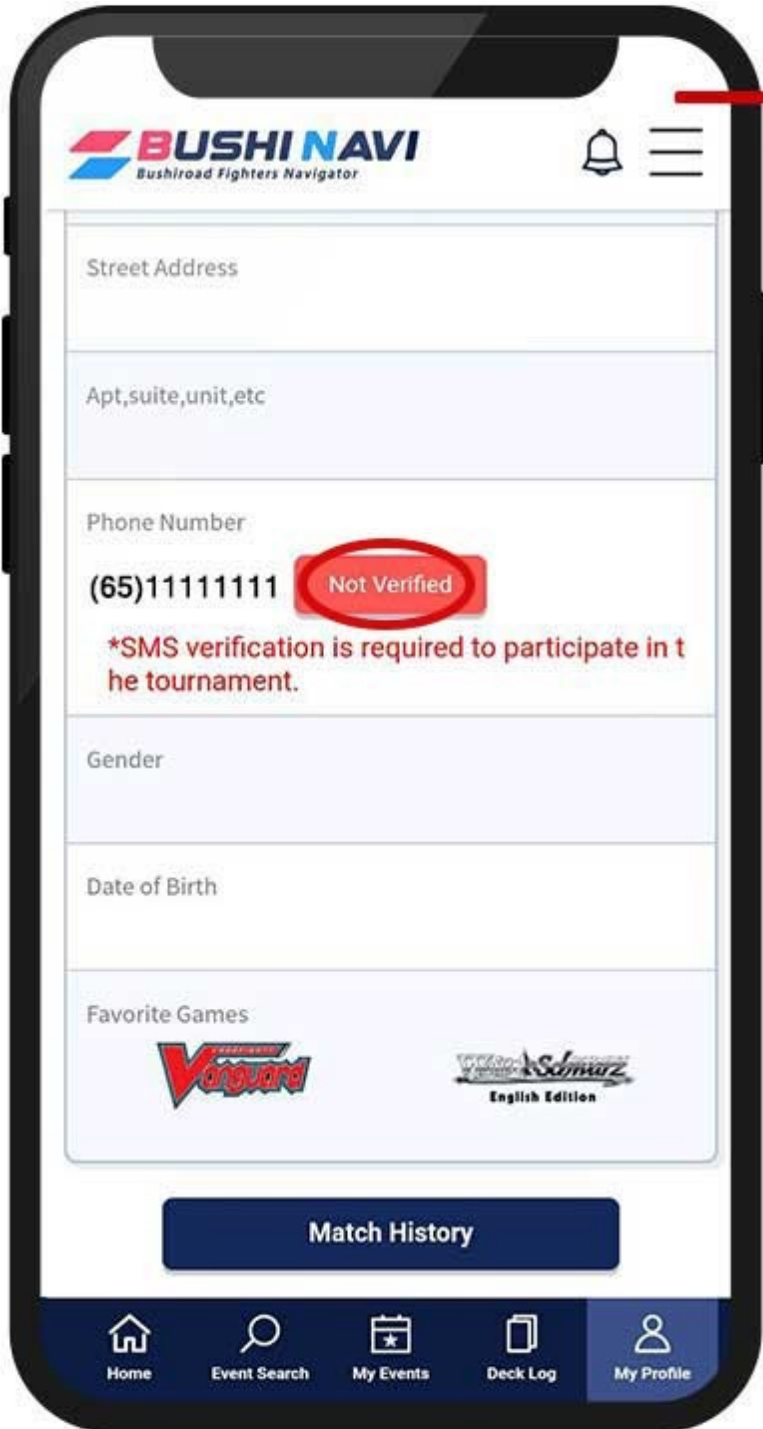 BUSHI NAVI
Bushiroad Fighters Navigator
Street Address
Apt,suite,unit,etc
Phone Number
(65)11111111 Not Verified
*SMS verification is required to participate in t
he tournament.
Gender
Date of Birth
Favorite Games
Vanguard
Weiß Schwarz
English Edition
Match History
Home Event Search My Events Deck Log My Profile